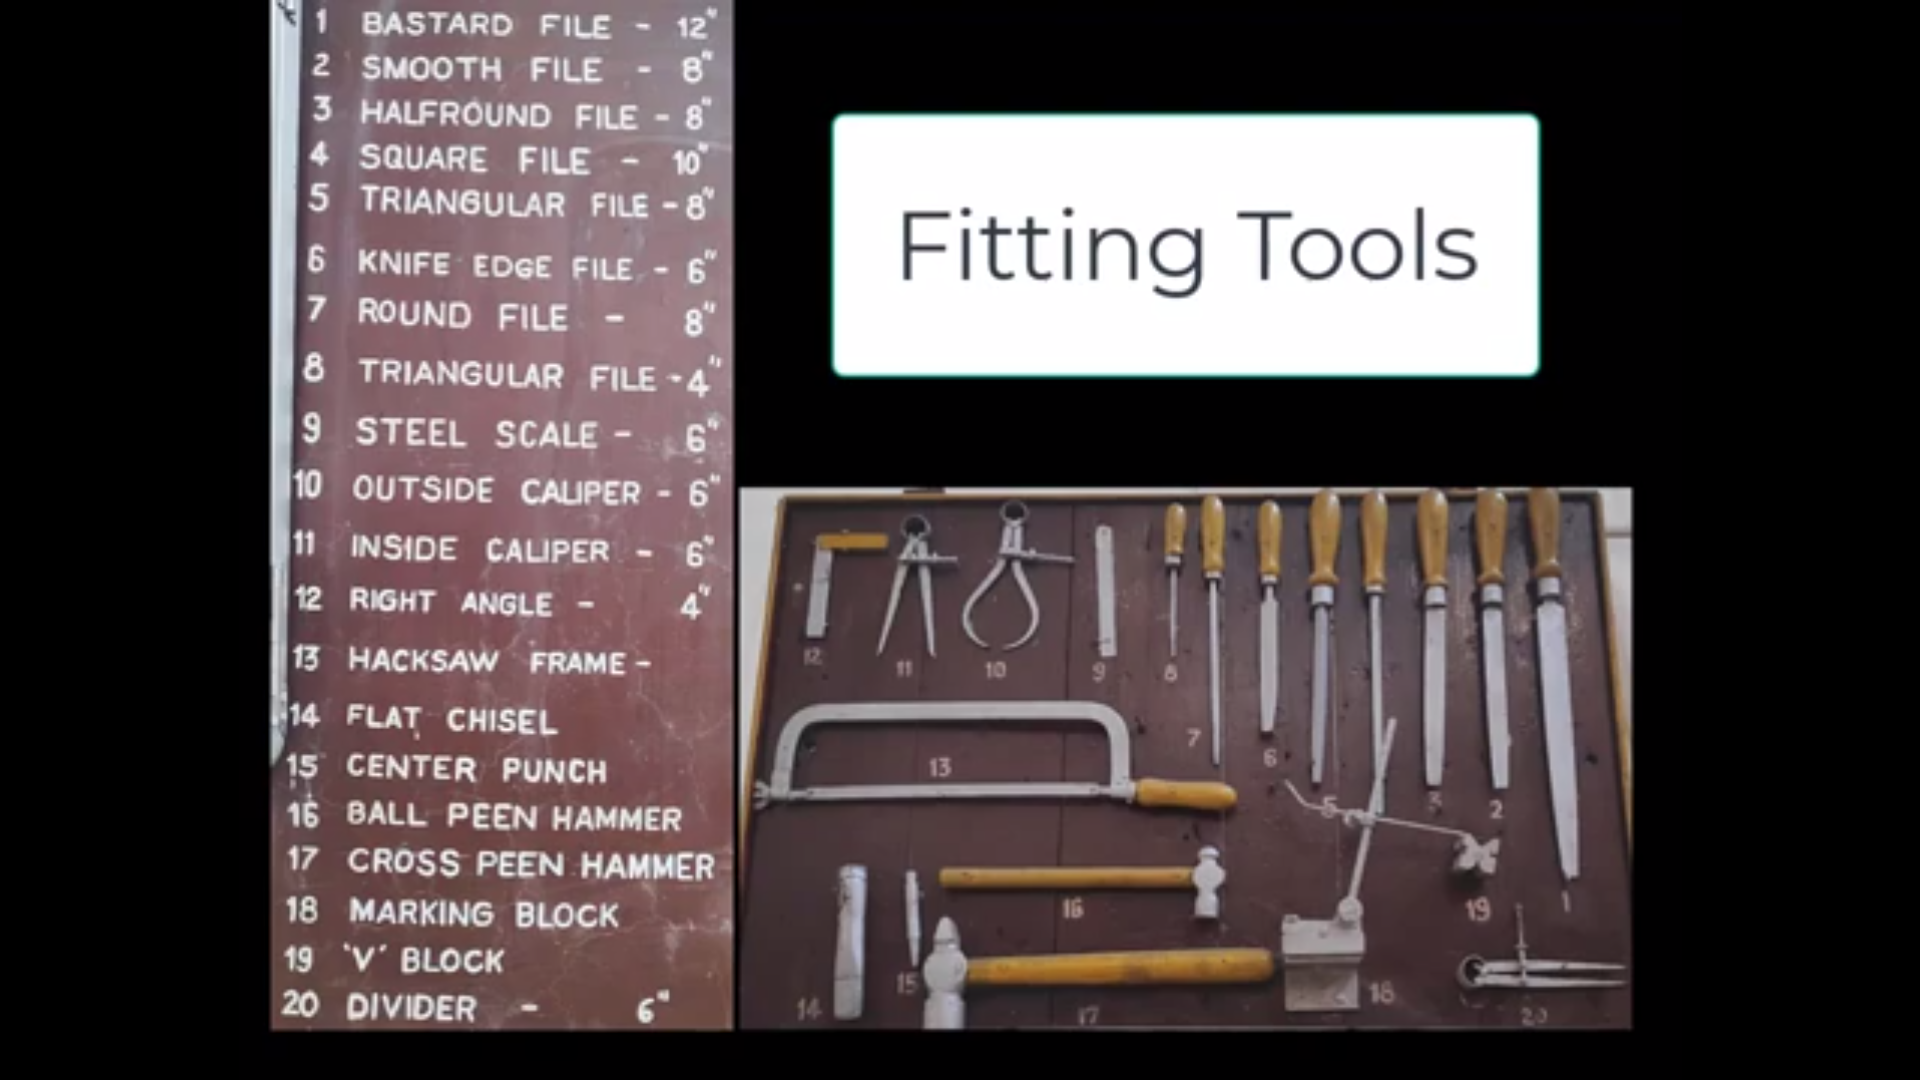 1 BASTARD FILE - 12"
2 SMOOTH FILE - 8"
3 HALFROUND FILE - 8"
4 SQUARE FILE - 10"
5 TRIANGULAR FILE - 8"
6 KNIFE EDGE FILE - 6"
7 ROUND FILE - 8"
8 TRIANGULAR FILE - 4"
9 STEEL SCALE - 6"
10 OUTSIDE CALIPER - 6"
11 INSIDE CALIPER - 6"
12 RIGHT ANGLE - 4"
13 HACKSAW FRAME -
14 FLAT CHISEL
15 CENTER PUNCH
16 BALL PEEN HAMMER
17 CROSS PEEN HAMMER
18 MARKING BLOCK
19 'V' BLOCK
20 DIVIDER - 6"
Fitting Tools
12 11 10 9 8
7 6
13
5 3 2
16 19 1
15 18
14 17 20